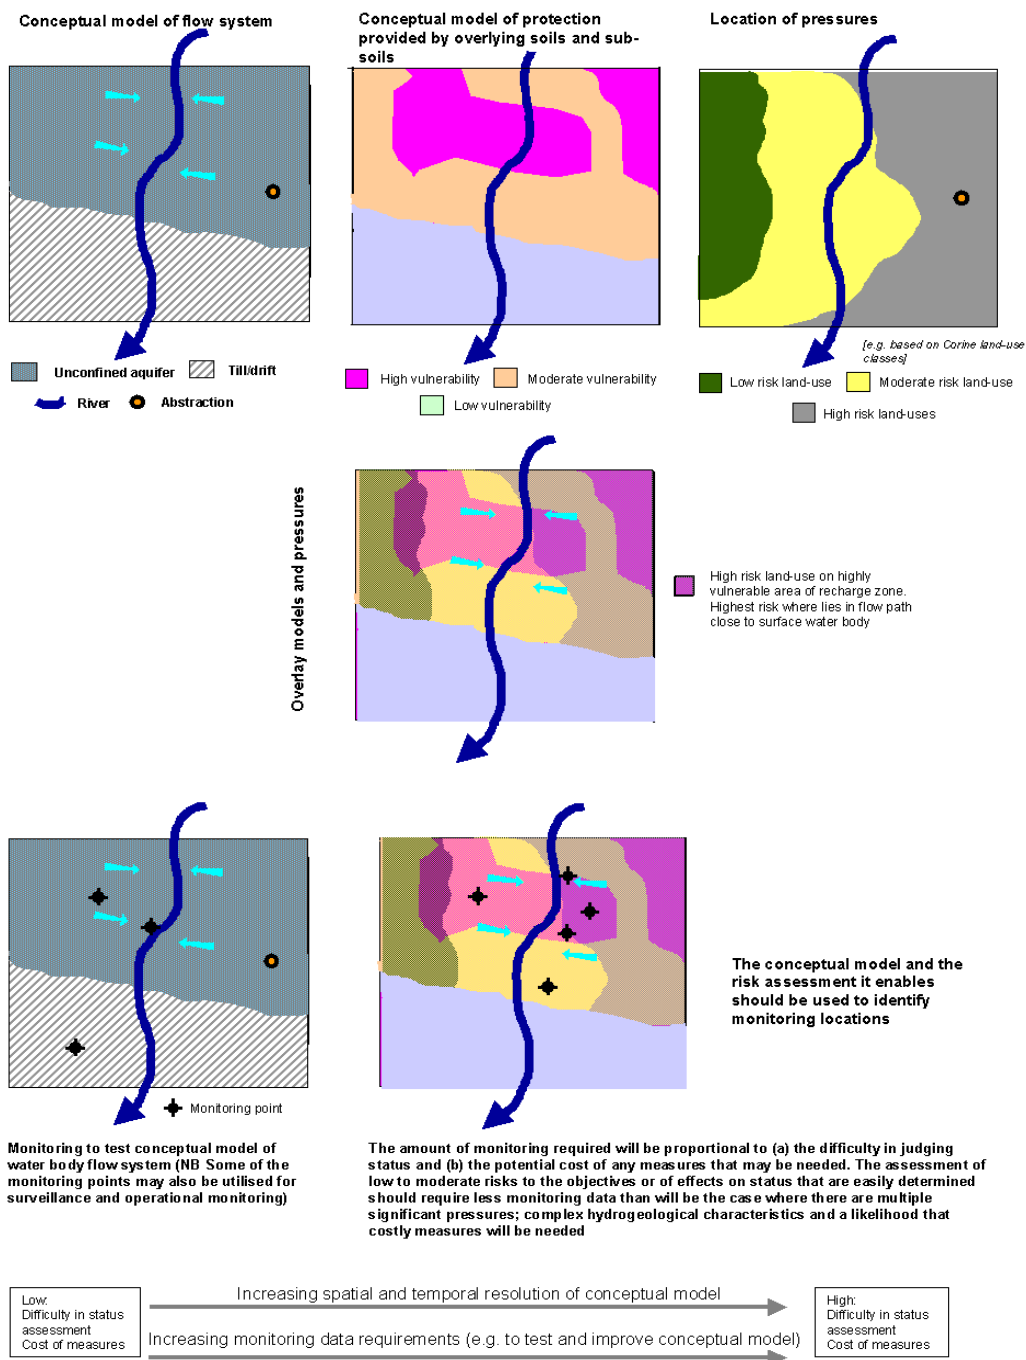 Conceptual model of flow system
Conceptual model of protection
provided by overlying soils and sub-
soils
Location of pressures
[e.g. based on Corine land-use
classes]
Unconfined aquifer
Till/drift
River
Abstraction
High vulnerability
Moderate vulnerability
Low vulnerability
Low risk land-use
Moderate risk land-use
High risk land-uses
Overlay models and pressures
High risk land-use on highly
vulnerable area of recharge zone.
Highest risk where lies in flow path
close to surface water body
The conceptual model and the
risk assessment it enables
should be used to identify
monitoring locations
Monitoring point
Monitoring to test conceptual model of
water body flow system (NB Some of the
monitoring points may also be utilised for
surveillance and operational monitoring)
The amount of monitoring required will be proportional to (a) the difficulty in judging
status and (b) the potential cost of any measures that may be needed. The assessment of
low to moderate risks to the objectives or of effects on status that are easily determined
should require less monitoring data than will be the case where there are multiple
significant pressures; complex hydrogeological characteristics and a likelihood that
costly measures will be needed
Low:
Difficulty in status
assessment
Cost of measures
Increasing spatial and temporal resolution of conceptual model
Increasing monitoring data requirements (e.g. to test and improve conceptual model)
High:
Difficulty in status
assessment
Cost of measures